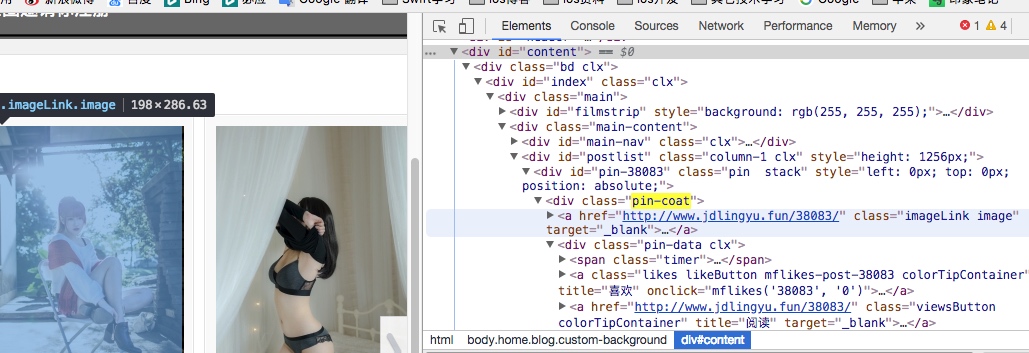 新浪微博 百度 Bing 必应 Google 翻译 Swift学习 ios资料 ios开发 其它技术学习 Google 苹果 印象笔记
Elements Console Sources Network Performance Memory » 1 4
… ▼<div id="content"> == $0
▼<div class="bd clx">
▼<div id="index" class="clx">
▼<div class="main">
▶<div id="filmstrip" style="background: rgb(255, 255, 255);">…</div>
▼<div class="main-content">
▶<div id="main-nav" class="clx">…</div>
▼<div id="postlist" class="column-1 clx" style="height: 1256px;">
▼<div id="pin-38083" class="pin  stack" style="left: 0px; top: 0px;
position: absolute;">
▼<div class="pin-coat">
▶<a href="http://www.jdlingyu.fun/38083/" class="imageLink image"
target="_blank">…</a>
▼<div class="pin-data clx">
▶<span class="timer">…</span>
▶<a class="likes likeButton mflikes-post-38083 colorTipContainer"
title="喜欢" onclick="mflikes('38083', '0')">…</a>
▶<a href="http://www.jdlingyu.fun/38083/" class="viewsButton
colorTipContainer" title="阅读" target="_blank">…</a>
html body.home.blog.custom-background div#content
.imageLink.image | 198×286.63